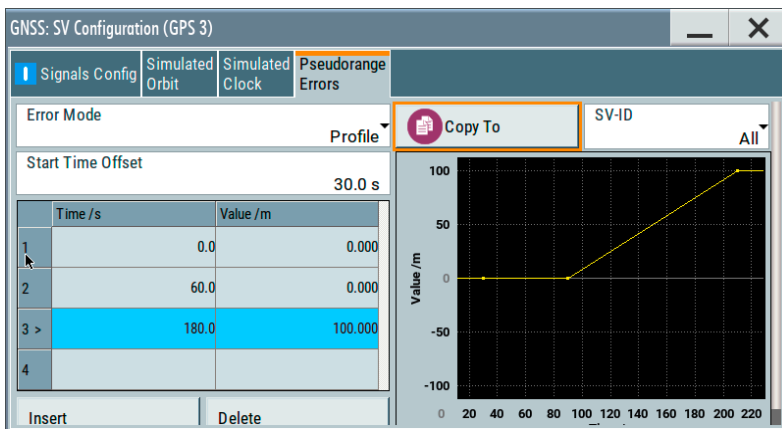 GNSS: SV Configuration (GPS 3)
Signals Config
Simulated Orbit
Simulated Clock
Pseudorange Errors
Error Mode
Profile
Copy To
SV-ID
All
Start Time Offset
30.0 s
Time /s Value /m
1 0.0 0.000
2 60.0 0.000
3 > 180.0 100.000
4
Insert Delete
Value /m
100
50
0
-50
-100
0 20 40 60 80 100 120 140 160 180 200 220